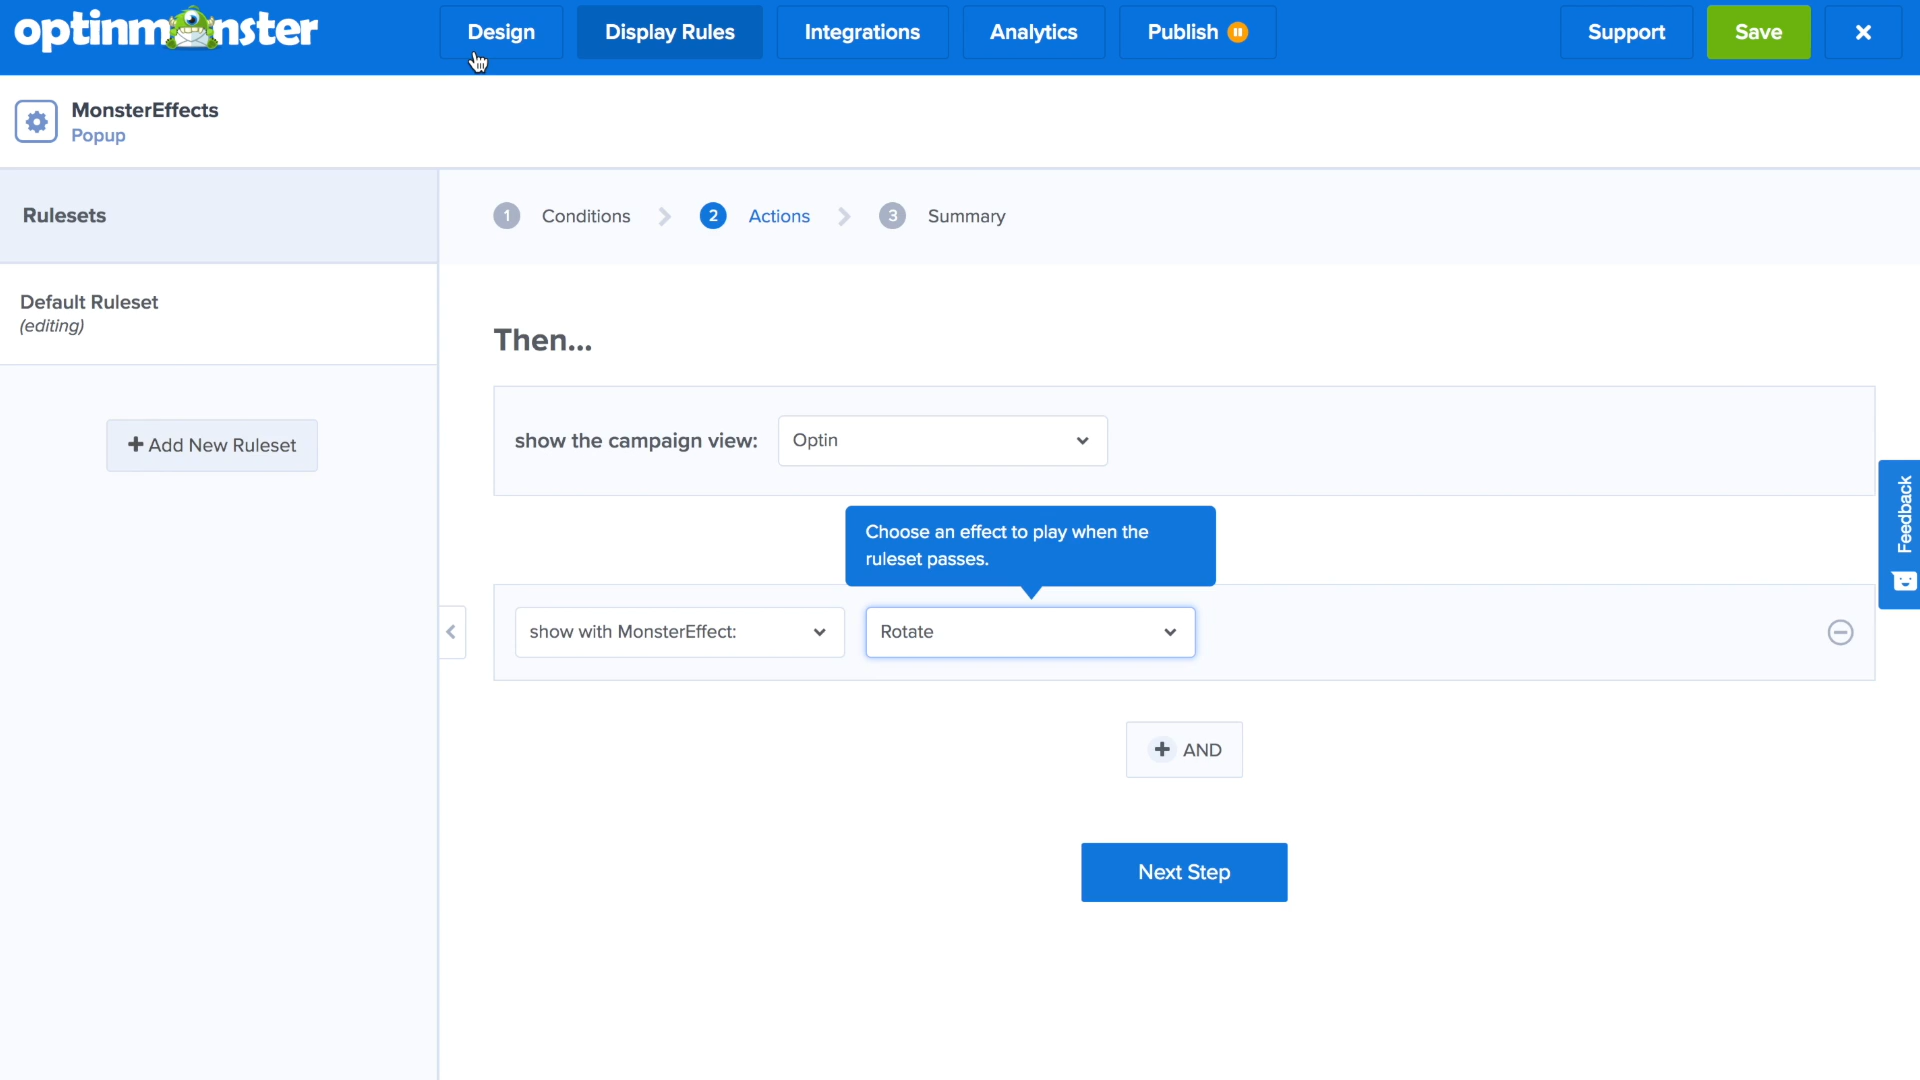 optinmonster
Design
Display Rules
Integrations
Analytics
Publish
Support
Save
MonsterEffects
Popup
Rulesets
1 Conditions
2 Actions
3 Summary
Default Ruleset
(editing)
Add New Ruleset
Then...
show the campaign view:
Optin
Choose an effect to play when the
ruleset passes.
show with MonsterEffect:
Rotate
AND
Next Step
Feedback